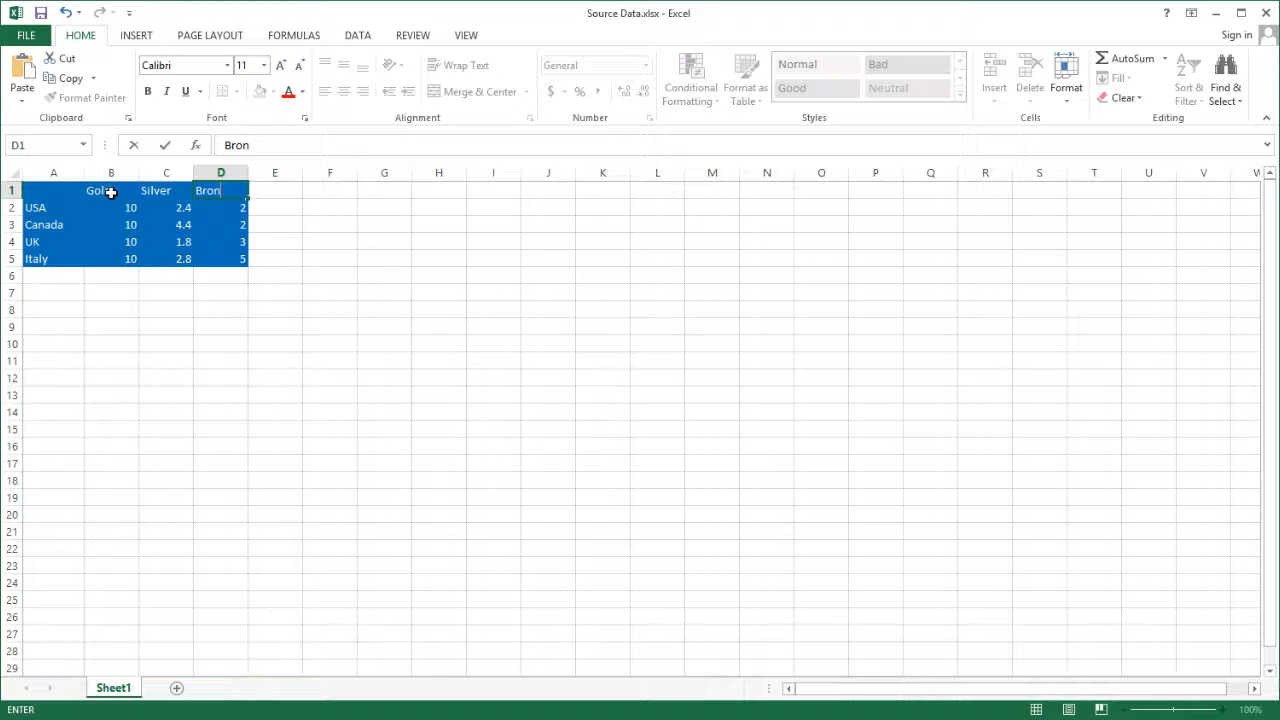 Source Data.xlsx - Excel
FILE HOME INSERT PAGE LAYOUT FORMULAS DATA REVIEW VIEW Sign in
Paste Cut Copy Format Painter
Clipboard
Calibri 11
B I U A
Font
Wrap Text
Merge & Center
Alignment
General
$ % ,
Number
Conditional Formatting
Format as Table
Normal Bad
Good Neutral
Styles
Insert Delete Format
Cells
AutoSum
Fill
Clear
Sort & Filter
Find & Select
Editing
D1 fx Bron
A B C D E F G H I J K L M N O P Q R S T U V W
1 Gold Silver Bron
2 USA 10 2.4 2
3 Canada 10 4.4 2
4 UK 10 1.8 3
5 Italy 10 2.8 5
6
7
8
9
10
11
12
13
14
15
16
17
18
19
20
21
22
23
24
25
26
27
28
29
Sheet1
ENTER 100%